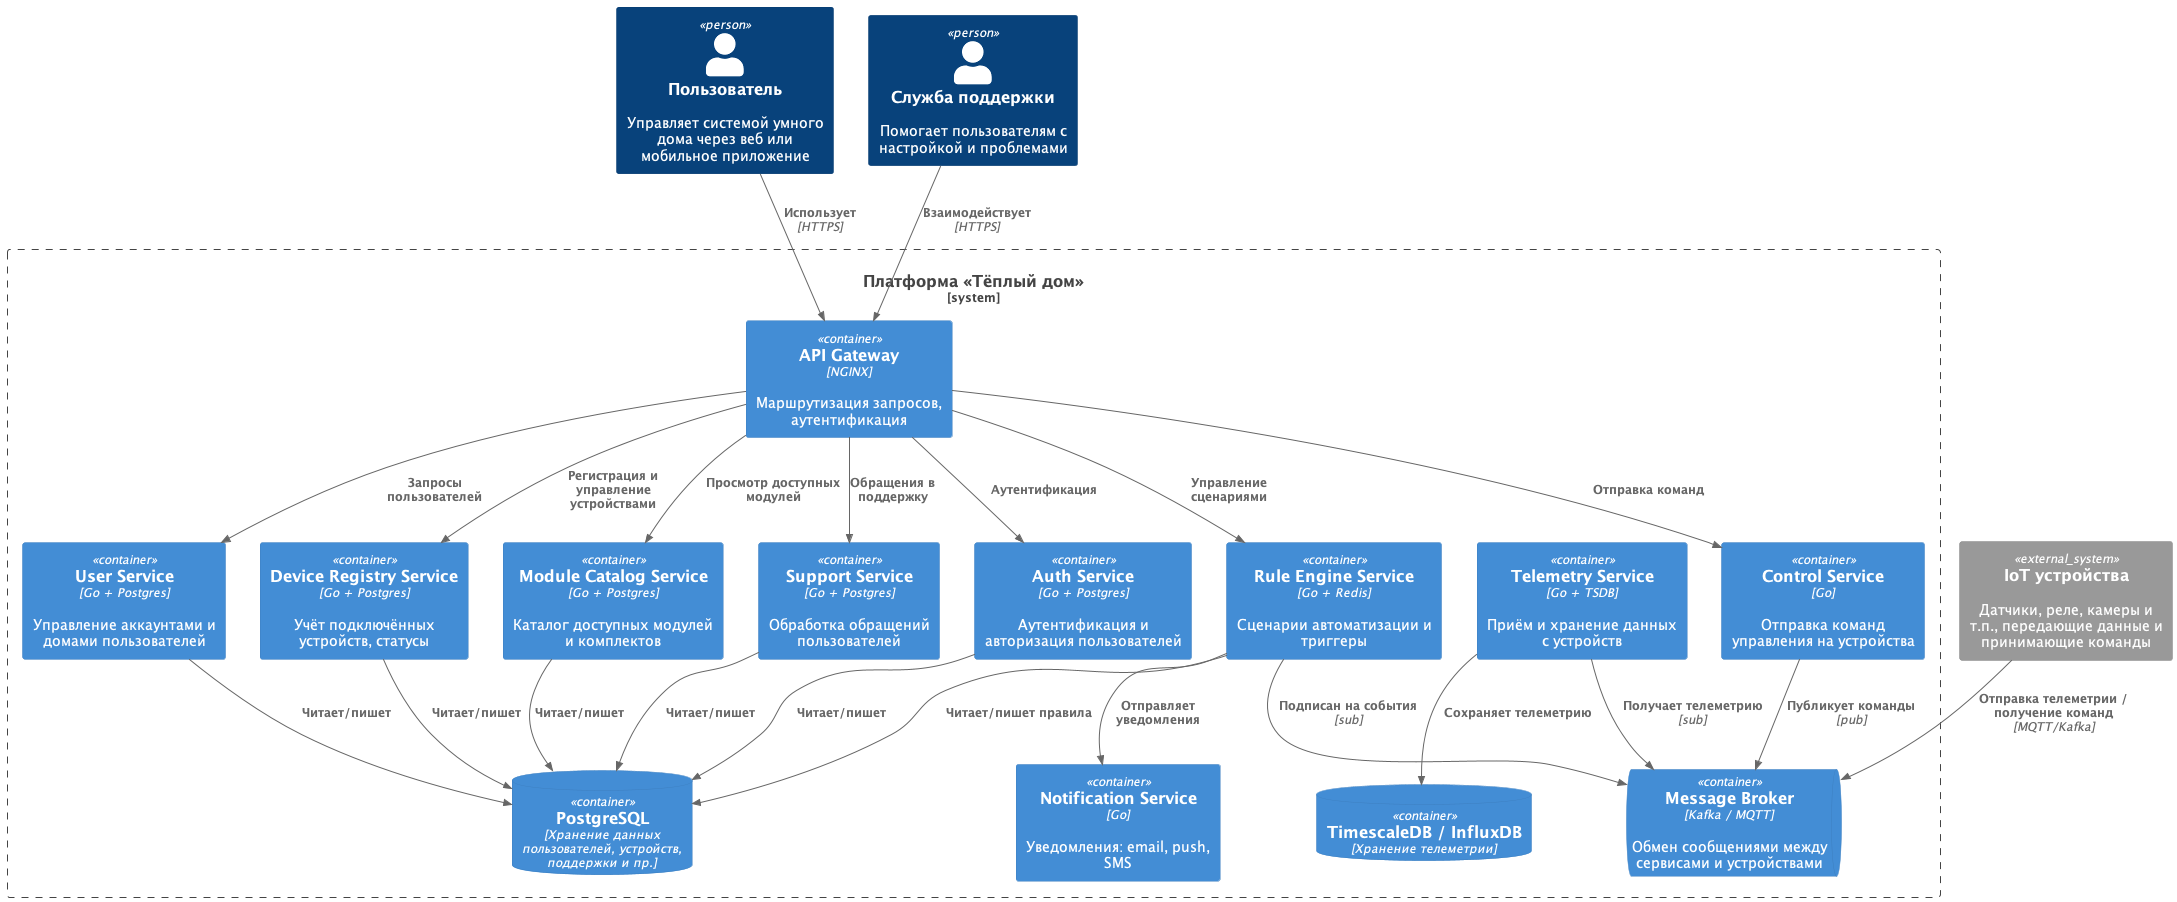 «person»
Пользователь
Управляет системой умного
дома через веб или
мобильное приложение
«person»
Служба поддержки
Помогает пользователям с
настройкой и проблемами
Использует
[HTTPS]
Взаимодействует
[HTTPS]
Платформа «Тёплый дом»
[system]
«container»
API Gateway
[NGINX]
Маршрутизация запросов,
аутентификация
Запросы
пользователей
Регистрация и
управление
устройствами
Просмотр доступных
модулей
Обращения в
поддержку
Аутентификация
Управление
сценариями
Отправка команд
«container»
User Service
[Go + Postgres]
Управление аккаунтами и
домами пользователей
«container»
Device Registry Service
[Go + Postgres]
Учёт подключённых
устройств, статусы
«container»
Module Catalog Service
[Go + Postgres]
Каталог доступных модулей
и комплектов
«container»
Support Service
[Go + Postgres]
Обработка обращений
пользователей
«container»
Auth Service
[Go + Postgres]
Аутентификация и
авторизация пользователей
«container»
Rule Engine Service
[Go + Redis]
Сценарии автоматизации и
триггеры
«container»
Telemetry Service
[Go + TSDB]
Приём и хранение данных
с устройств
«container»
Control Service
[Go]
Отправка команд
управления на устройства
«external_system»
IoT устройства
Датчики, реле, камеры и
т.п., передающие данные и
принимающие команды
Читает/пишет
Читает/пишет
Читает/пишет
Читает/пишет
Читает/пишет
Читает/пишет правила
Отправляет
уведомления
Подписан на события
[sub]
Сохраняет телеметрию
Получает телеметрию
[sub]
Публикует команды
[pub]
Отправка телеметрии /
получение команд
[MQTT/Kafka]
«container»
PostgreSQL
[Хранение данных
пользователей, устройств,
поддержки и пр.]
«container»
Notification Service
[Go]
Уведомления: email, push,
SMS
«container»
TimescaleDB / InfluxDB
[Хранение телеметрии]
«container»
Message Broker
[Kafka / MQTT]
Обмен сообщениями между
сервисами и устройствами